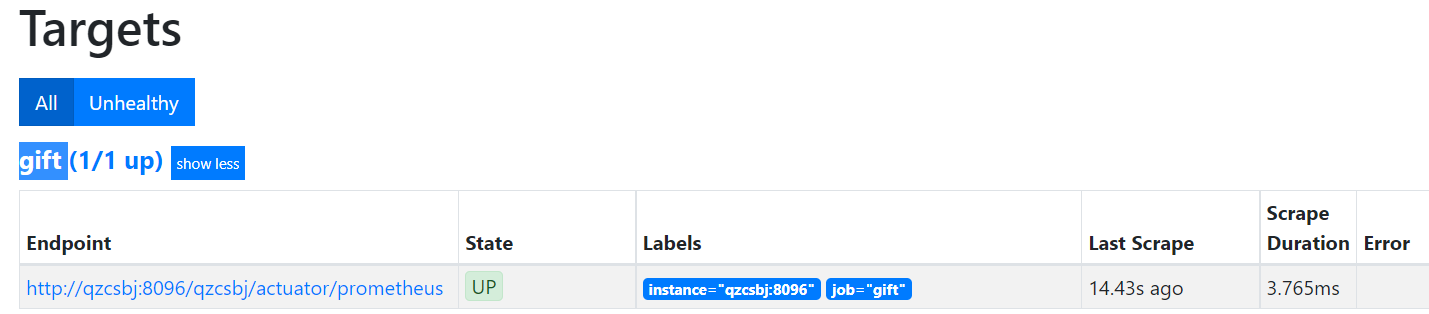 Targets
All Unhealthy
gift (1/1 up) show less
Endpoint State Labels Last Scrape Scrape Duration Error
http://qzcsbj:8096/qzcsbj/actuator/prometheus UP instance="qzcsbj:8096" job="gift" 14.43s ago 3.765ms